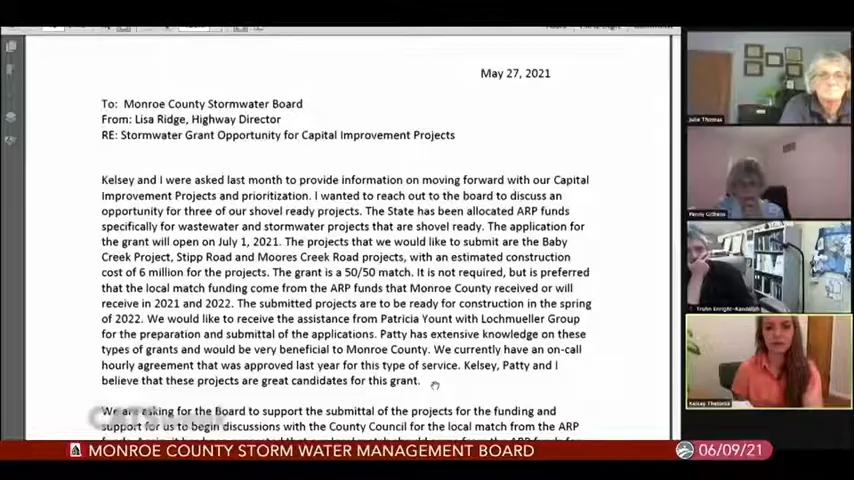 May 27, 2021
To: Monroe County Stormwater Board
From: Lisa Ridge, Highway Director
RE: Stormwater Grant Opportunity for Capital Improvement Projects
Kelsey and I were asked last month to provide information on moving forward with our Capital
Improvement Projects and prioritization. I wanted to reach out to the board to discuss an
opportunity for three of our shovel ready projects. The State has been allocated ARP funds
specifically for wastewater and stormwater projects that are shovel ready. The application for
the grant will open on July 1, 2021. The projects that we would like to submit are the Baby
Creek Project, Stipp Road and Moores Creek Road projects, with an estimated construction
cost of 6 million for the projects. The grant is a 50/50 match. It is not required, but is preferred
that the local match funding come from the ARP funds that Monroe County received or will
receive in 2021 and 2022. The submitted projects are to be ready for construction in the spring
of 2022. We would like to receive the assistance from Patricia Yount with Lochmueller Group
for the preparation and submittal of the applications. Patty has extensive knowledge on these
types of grants and would be very beneficial to Monroe County. We currently have an on-call
hourly agreement that was approved last year for this type of service. Kelsey, Patty and I
believe that these projects are great candidates for this grant.
We are asking for the Board to support the submittal of the projects for the funding and
support for us to begin discussions with the County Council for the local match from the ARP
Julie Thomas
Penny Githens
Trohn Enright-Randolph
Kelsey Thetonia
MONROE COUNTY STORM WATER MANAGEMENT BOARD
06/09/21